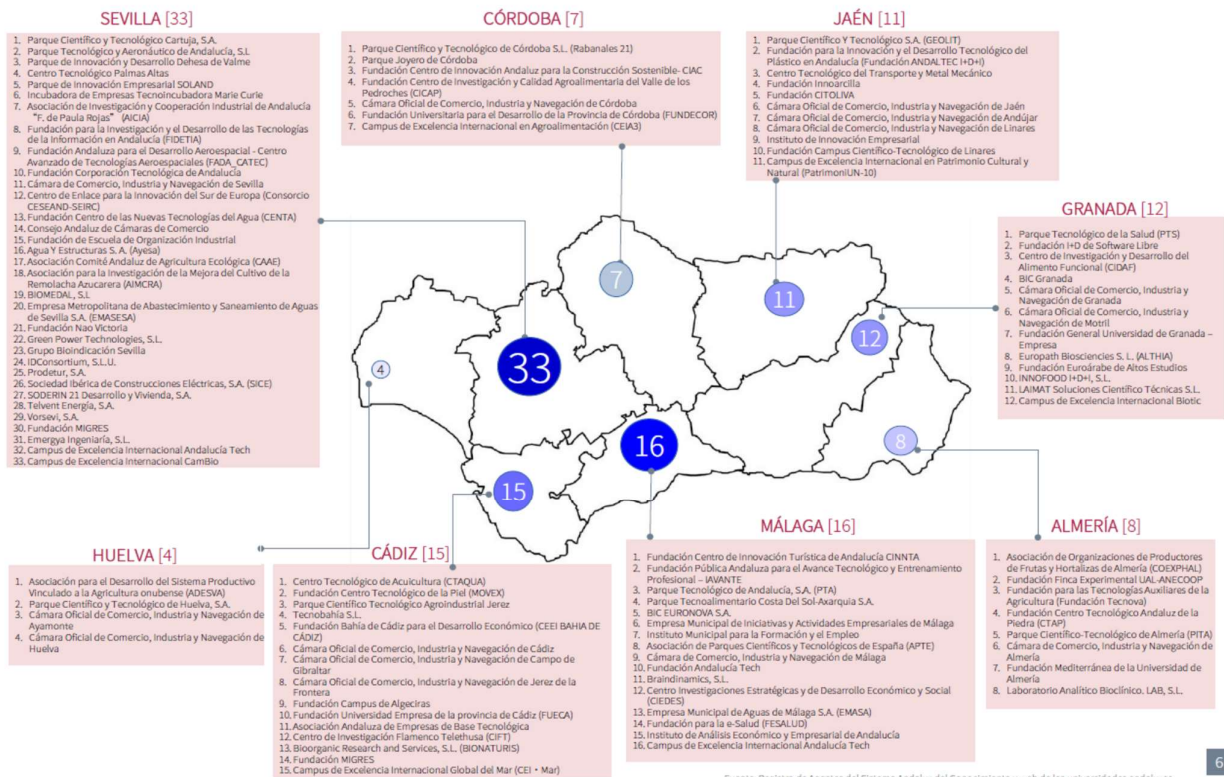 SEVILLA [33]
1. Parque Científico y Tecnológico Cartuja, S.A.
2. Parque Tecnológico y Aeronáutico de Andalucía, S.L
3. Parque de Innovación y Desarrollo Dehesa de Valme
4. Centro Tecnológico Palmas Altas
5. Parque de Innovación Empresarial SOLAND
6. Incubadora de Empresas Tecnoincubadora Marie Curie
7. Asociación de Investigación y Cooperación Industrial de Andalucía
“F. de Paula Rojas” (AICIA)
8. Fundación para la Investigación y el Desarrollo de las Tecnologías
de la Información en Andalucía (FIDETIA)
9. Fundación Andaluza para el Desarrollo Aeroespacial - Centro
Avanzado de Tecnologías Aeroespaciales (FADA_CATEC)
10. Fundación Corporación Tecnológica de Andalucía
11. Cámara de Comercio, Industria y Navegación de Sevilla
12. Centro de Enlace para la Innovación del Sur de Europa (Consorcio
CESEAND-SEIRC)
13. Fundación Centro de las Nuevas Tecnologías del Agua (CENTA)
14. Consejo Andaluz de Cámaras de Comercio
15. Fundación de Escuela de Organización Industrial
16. Agua Y Estructuras S. A. (Ayesa)
17. Asociación Comité Andaluz de Agricultura Ecológica (CAAE)
18. Asociación para la Investigación de la Mejora del Cultivo de la
Remolacha Azucarera (AIMCRA)
19. BIOMEDAL, S.L
20. Empresa Metropolitana de Abastecimiento y Saneamiento de Aguas
de Sevilla S.A. (EMASESA)
21. Fundación Nao Victoria
22. Green Power Technologies, S.L.
23. Grupo Bioindicación Sevilla
24. IDConsortium, S.L.U.
25. Prodetur, S.A.
26. Sociedad Ibérica de Construcciones Eléctricas, S.A. (SICE)
27. SODERIN 21 Desarrollo y Vivienda, S.A.
28. Telvent Energía, S.A.
29. Vorsevi, S.A.
30. Fundación MIGRES
31. Emergya Ingeniaría, S.L.
32. Campus de Excelencia Internacional Andalucía Tech
33. Campus de Excelencia Internacional CamBio
CÓRDOBA [7]
1. Parque Científico y Tecnológico de Córdoba S.L. (Rabanales 21)
2. Parque Joyero de Córdoba
3. Fundación Centro de Innovación Andaluz para la Construcción Sostenible- CIAC
4. Fundación Centro de Investigación y Calidad Agroalimentaria del Valle de los
Pedroches (CICAP)
5. Cámara Oficial de Comercio, Industria y Navegación de Córdoba
6. Fundación Universitaria para el Desarrollo de la Provincia de Córdoba (FUNDECOR)
7. Campus de Excelencia Internacional en Agroalimentación (CEIA3)
JAÉN [11]
1. Parque Científico Y Tecnológico S.A. (GEOLIT)
2. Fundación para la Innovación y el Desarrollo Tecnológico del
Plástico en Andalucía (Fundación ANDALTEC I+D+I)
3. Centro Tecnológico del Transporte y Metal Mecánico
4. Fundación Innoarcilla
5. Fundación CITOLIVA
6. Cámara Oficial de Comercio, Industria y Navegación de Jaén
7. Cámara Oficial de Comercio, Industria y Navegación de Andújar
8. Cámara Oficial de Comercio, Industria y Navegación de Linares
9. Instituto de Innovación Empresarial
10. Fundación Campus Científico-Tecnológico de Linares
11. Campus de Excelencia Internacional en Patrimonio Cultural y
Natural (PatrimoniUN-10)
GRANADA [12]
1. Parque Tecnológico de la Salud (PTS)
2. Fundación I+D de Software Libre
3. Centro de Investigación y Desarrollo del
Alimento Funcional (CIDAF)
4. BIC Granada
5. Cámara Oficial de Comercio, Industria y
Navegación de Granada
6. Cámara Oficial de Comercio, Industria y
Navegación de Motril
7. Fundación General Universidad de Granada –
Empresa
8. Europath Biosciencies S. L. (ALTHIA)
9. Fundación Euroárabe de Altos Estudios
10. INNOFOOD I+D+I, S.L.
11. LAIMAT Soluciones Científico Técnicas S.L.
12. Campus de Excelencia Internacional Biotic
7
11
12
33
4
16
8
15
HUELVA [4]
1. Asociación para el Desarrollo del Sistema Productivo
Vinculado a la Agricultura onubense (ADESVA)
2. Parque Científico y Tecnológico de Huelva, S.A.
3. Cámara Oficial de Comercio, Industria y Navegación de
Ayamonte
4. Cámara Oficial de Comercio, Industria y Navegación de
Huelva
CÁDIZ [15]
1. Centro Tecnológico de Acuicultura (CTAQUA)
2. Fundación Centro Tecnológico de la Piel (MOVEX)
3. Parque Científico Tecnológico Agroindustrial Jerez
4. Tecnobahía S.L.
5. Fundación Bahía de Cádiz para el Desarrollo Económico (CEEI BAHIA DE
CÁDIZ)
6. Cámara Oficial de Comercio, Industria y Navegación de Cádiz
7. Cámara Oficial de Comercio, Industria y Navegación de Campo de
Gibraltar
8. Cámara Oficial de Comercio, Industria y Navegación de Jerez de la
Frontera
9. Fundación Campus de Algeciras
10. Fundación Universidad Empresa de la provincia de Cádiz (FUECA)
11. Asociación Andaluza de Empresas de Base Tecnológica
12. Centro de Investigación Flamenco Telethusa (CIFT)
13. Bioorganic Research and Services, S.L. (BIONATURIS)
14. Fundación MIGRES
15. Campus de Excelencia Internacional Global del Mar (CEI · Mar)
MÁLAGA [16]
1. Fundación Centro de Innovación Turística de Andalucía CINNTA
2. Fundación Pública Andaluza para el Avance Tecnológico y Entrenamiento
Profesional – IAVANTE
3. Parque Tecnológico de Andalucía, S.A. (PTA)
4. Parque Tecnoalimentario Costa Del Sol-Axarquia S.A.
5. BIC EURONOVA S.A.
6. Empresa Municipal de Iniciativas y Actividades Empresariales de Málaga
7. Instituto Municipal para la Formación y el Empleo
8. Asociación de Parques Científicos y Tecnológicos de España (APTE)
9. Cámara de Comercio, Industria y Navegación de Málaga
10. Fundación Andalucía Tech
11. Braindinamics, S.L.
12. Centro Investigaciones Estratégicas y de Desarrollo Económico y Social
(CIEDES)
13. Empresa Municipal de Aguas de Málaga S.A. (EMASA)
14. Fundación para la e-Salud (FESALUD)
15. Instituto de Análisis Económico y Empresarial de Andalucía
16. Campus de Excelencia Internacional Andalucía Tech
ALMERÍA [8]
1. Asociación de Organizaciones de Productores
de Frutas y Hortalizas de Almería (COEXPHAL)
2. Fundación Finca Experimental UAL-ANECOOP
3. Fundación para las Tecnologías Auxiliares de la
Agricultura (Fundación Tecnova)
4. Fundación Centro Tecnológico Andaluz de la
Piedra (CTAP)
5. Parque Científico-Tecnológico de Almería (PITA)
6. Cámara de Comercio, Industria y Navegación de
Almería
7. Fundación Mediterránea de la Universidad de
Almería
8. Laboratorio Analítico Bioclínico. LAB, S.L.
6